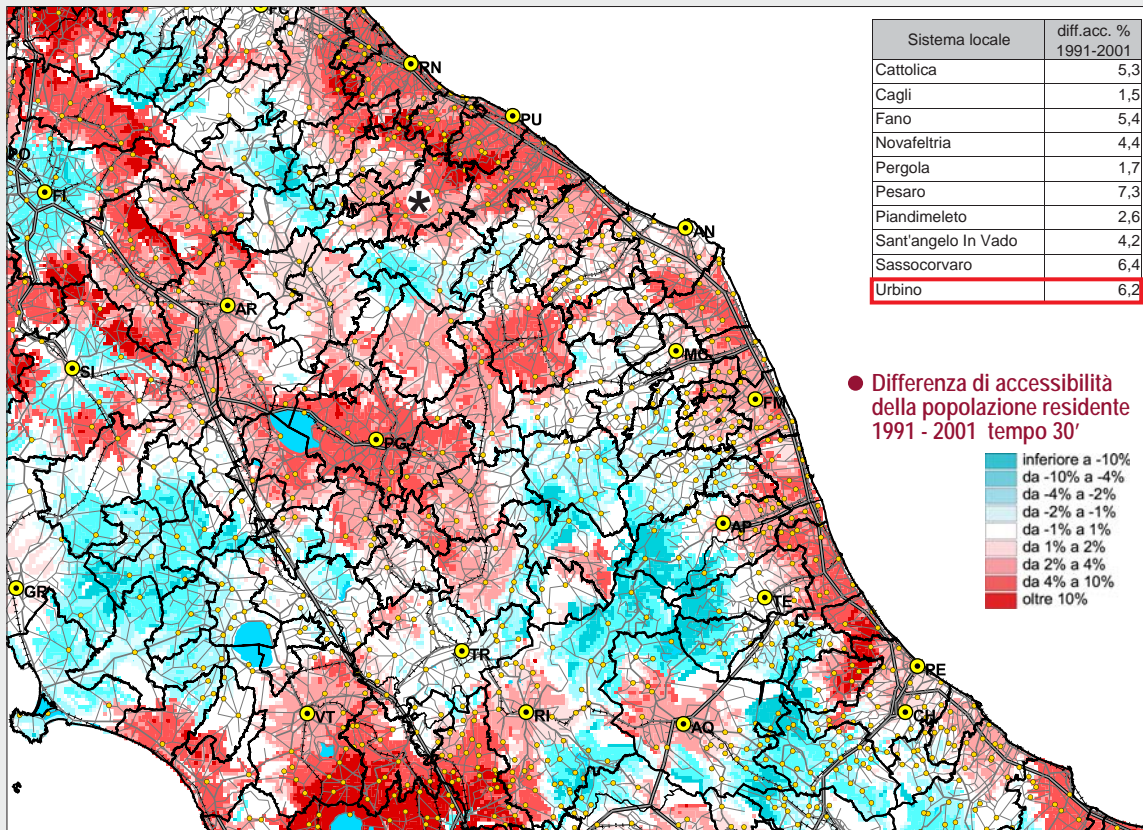 Sistema locale
diff.acc. %
1991-2001
Cattolica 5,3
Cagli 1,5
Fano 5,4
Novafeltria 4,4
Pergola 1,7
Pesaro 7,3
Piandimeleto 2,6
Sant'angelo In Vado 4,2
Sassocorvaro 6,4
Urbino 6,2
Differenza di accessibilità
della popolazione residente
1991 - 2001 tempo 30'
inferiore a -10%
da -10% a -4%
da -4% a -2%
da -2% a -1%
da -1% a 1%
da 1% a 2%
da 2% a 4%
da 4% a 10%
oltre 10%
RN
PU
FI
*
AN
AR
MC
SI
FM
PG
AP
GR
TE
TR
PE
VT
RI
AQ
CH